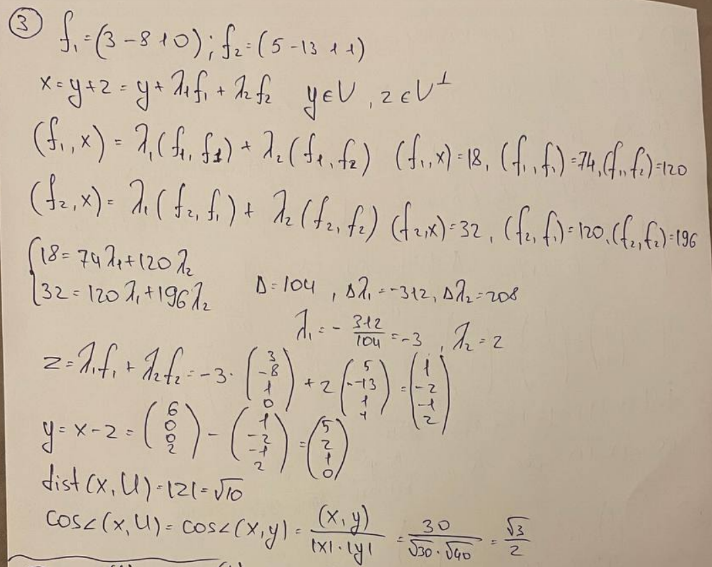 ③ f₁=(3 -8 1 0); f₂=(5 -13 1 1)
x=y+z=y+λ₁f₁+λ₂f₂ y∈U, z∈U⊥
(f₁,x)=λ₁(f₁,f₁)+λ₂(f₁,f₂) (f₁,x)=18, (f₁,f₁)=74,(f₁,f₂)=120
(f₂,x)=λ₁(f₂,f₁)+λ₂(f₂,f₂) (f₂,x)=32, (f₂,f₁)=120,(f₂,f₂)=196
{18=74λ₁+120λ₂
{32=120λ₁+196λ₂ Δ=104, Δλ₁=-312, Δλ₂=208
λ₁=-312/104=-3, λ₂=2
z=λ₁f₁+λ₂f₂=-3·(3 -8 1 0)+2(5 -13 1 1)=(1 -2 -1 2)
y=x-z=(6 0 0 2)-(1 -2 -1 2)=(5 2 1 0)
dist(x,U)=|z|=√10
cos∠(x,U)=cos∠(x,y)=(x,y)/|x|·|y|=30/√30·√40=√3/2